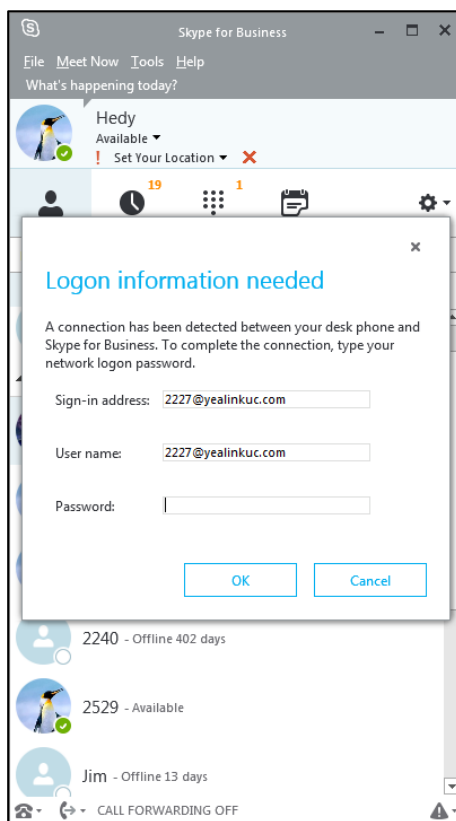 Skype for Business
File Meet Now Tools Help
What's happening today?
Hedy
Available
! Set Your Location
19
1
Logon information needed
A connection has been detected between your desk phone and
Skype for Business. To complete the connection, type your
network logon password.
Sign-in address: 2227@yealinkuc.com
User name: 2227@yealinkuc.com
Password:
OK Cancel
2240 - Offline 402 days
2529 - Available
Jim - Offline 13 days
CALL FORWARDING OFF